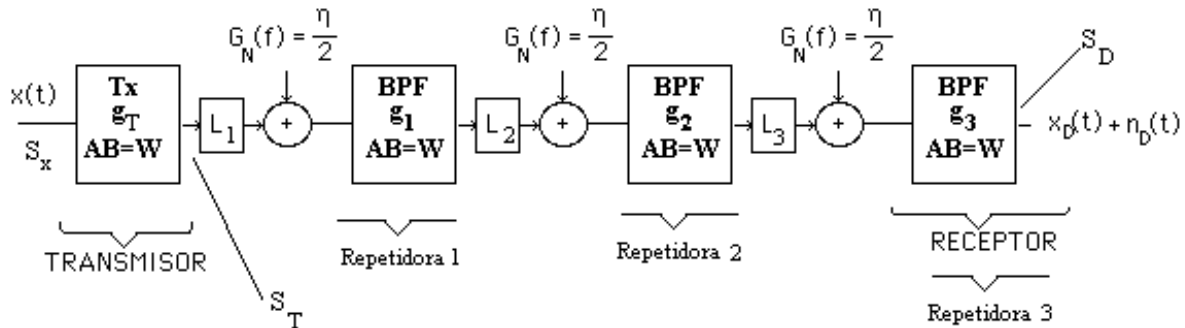 x(t)
S_x
Tx
g_T
AB=W
TRANSMISOR
S_T
L_1
G_N(f) = η/2
+
BPF
g_1
AB=W
Repetidora 1
L_2
G_N(f) = η/2
+
BPF
g_2
AB=W
Repetidora 2
L_3
G_N(f) = η/2
+
BPF
g_3
AB=W
RECEPTOR
Repetidora 3
S_D
x_D(t) + n_D(t)